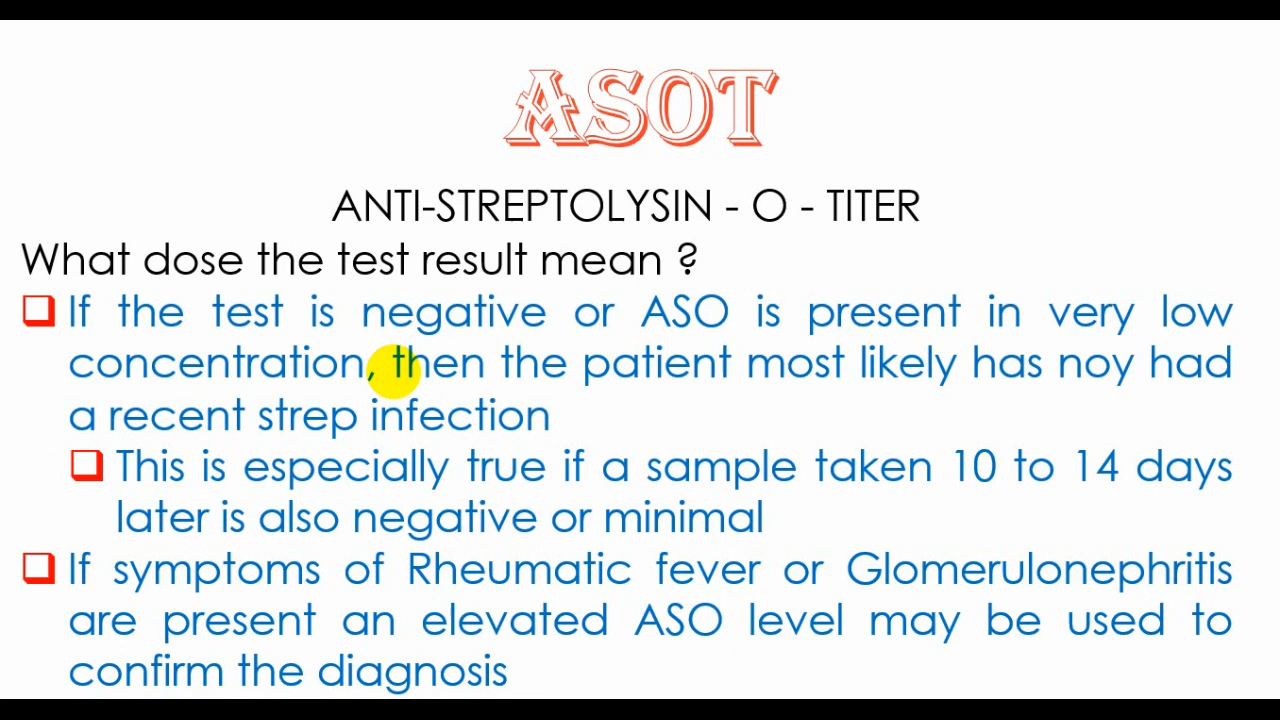 ASOT
ANTI-STREPTOLYSIN - O - TITER
What dose the test result mean ?
If the test is negative or ASO is present in very low
concentration, then the patient most likely has noy had
a recent strep infection
This is especially true if a sample taken 10 to 14 days
later is also negative or minimal
If symptoms of Rheumatic fever or Glomerulonephritis
are present an elevated ASO level may be used to
confirm the diagnosis